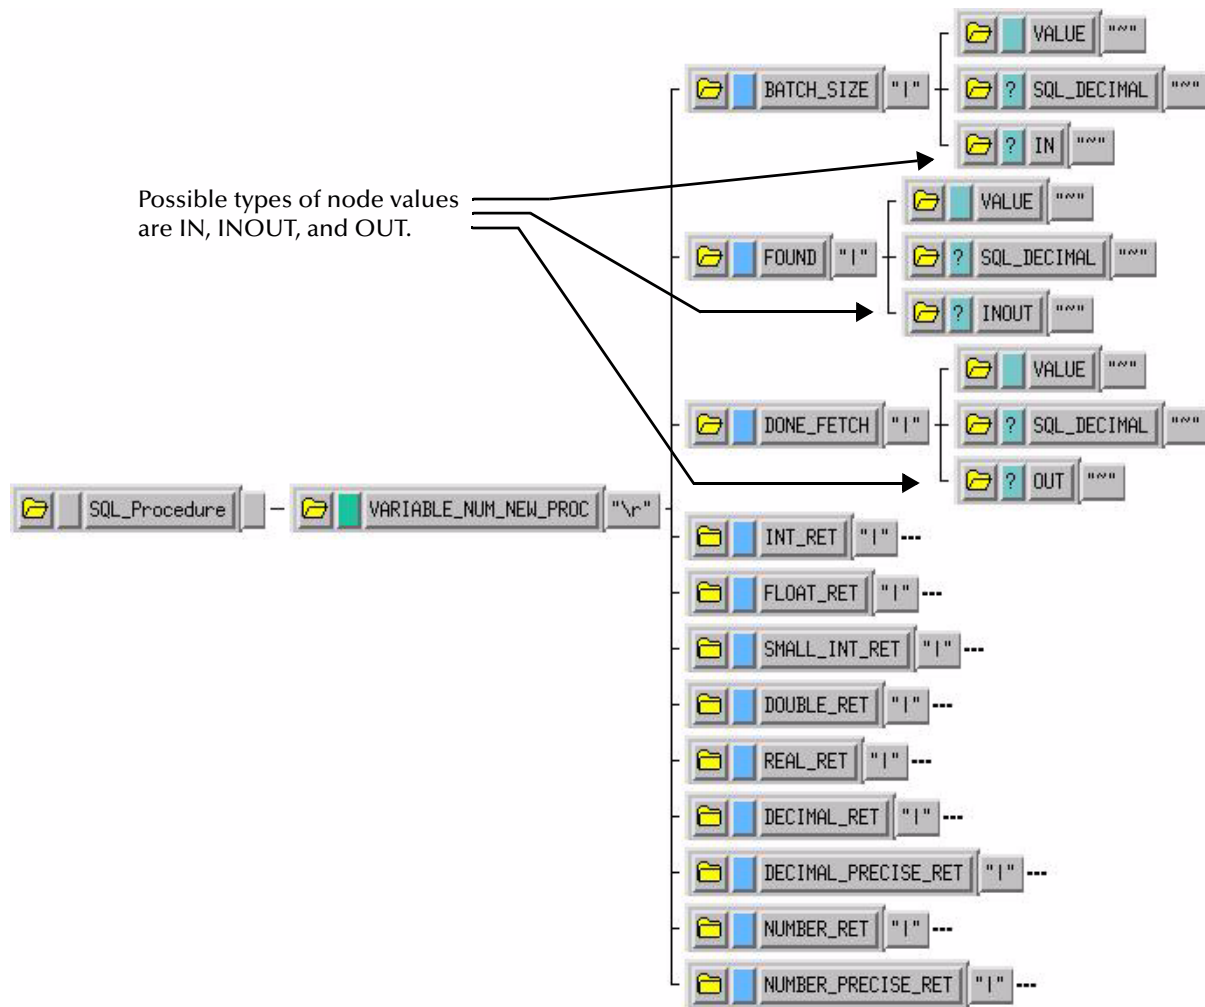 VALUE "~"
BATCH_SIZE "|" ? SQL_DECIMAL "~"
? IN "~"
Possible types of node values
are IN, INOUT, and OUT.
VALUE "~"
FOUND "|" ? SQL_DECIMAL "~"
? INOUT "~"
VALUE "~"
DONE_FETCH "|" ? SQL_DECIMAL "~"
? OUT "~"
SQL_Procedure VARIABLE_NUM_NEW_PROC "\r"
INT_RET "|"
FLOAT_RET "|"
SMALL_INT_RET "|"
DOUBLE_RET "|"
REAL_RET "|"
DECIMAL_RET "|"
DECIMAL_PRECISE_RET "|"
NUMBER_RET "|"
NUMBER_PRECISE_RET "|"